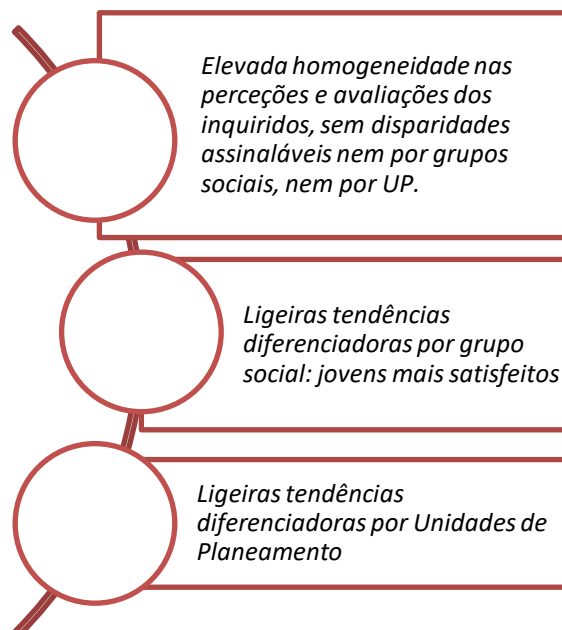 Elevada homogeneidade nas
perceções e avaliações dos
inquiridos, sem disparidades
assinaláveis nem por grupos
sociais, nem por UP.
Ligeiras tendências
diferenciadoras por grupo
social: jovens mais satisfeitos
Ligeiras tendências
diferenciadoras por Unidades de
Planeamento